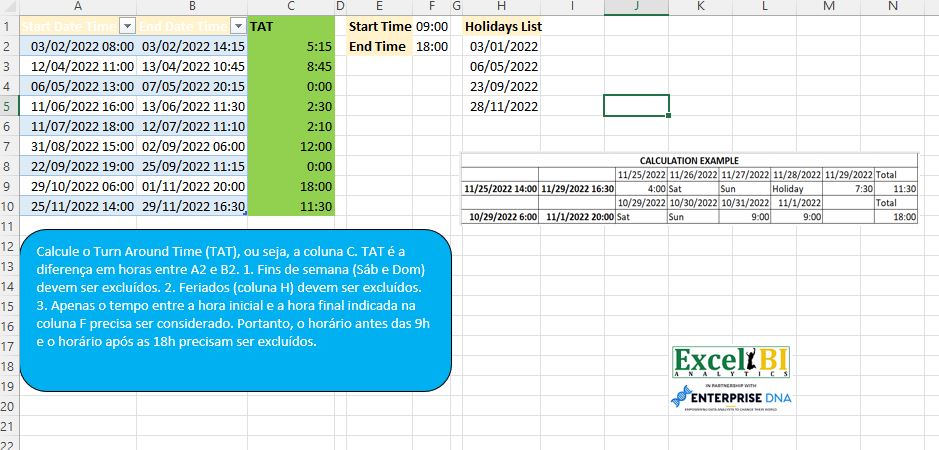 A B C D E F G H I J K L M N
1 Start Date Time End Date Time TAT Start Time 09:00 Holidays List
2 03/02/2022 08:00 03/02/2022 14:15 5:15 End Time 18:00 03/01/2022
3 12/04/2022 11:00 13/04/2022 10:45 8:45 06/05/2022
4 06/05/2022 13:00 07/05/2022 20:15 0:00 23/09/2022
5 11/06/2022 16:00 13/06/2022 11:30 2:30 28/11/2022
6 11/07/2022 18:00 12/07/2022 11:10 2:10
7 31/08/2022 15:00 02/09/2022 06:00 12:00
8 22/09/2022 19:00 25/09/2022 11:15 0:00
9 29/10/2022 06:00 01/11/2022 20:00 18:00
10 25/11/2022 14:00 29/11/2022 16:30 11:30
CALCULATION EXAMPLE
11/25/2022 11/26/2022 11/27/2022 11/28/2022 11/29/2022 Total
11/25/2022 14:00 11/29/2022 16:30 4:00 Sat Sun Holiday 7:30 11:30
10/29/2022 10/30/2022 10/31/2022 11/1/2022 Total
10/29/2022 6:00 11/1/2022 20:00 Sat Sun 9:00 9:00 18:00
11
12
13
14
15
16
17
18
19
20
21
22
Calcule o Turn Around Time (TAT), ou seja, a coluna C. TAT é a
diferença em horas entre A2 e B2. 1. Fins de semana (Sáb e Dom)
devem ser excluídos. 2. Feriados (coluna H) devem ser excluídos.
3. Apenas o tempo entre a hora inicial e a hora final indicada na
coluna F precisa ser considerado. Portanto, o horário antes das 9h
e o horário após as 18h precisam ser excluídos.
Excel BI
ANALYTICS
IN PARTNERSHIP WITH
ENTERPRISE DNA
EMPOWERING DATA ANALYSTS TO CHANGE THEIR WORLD